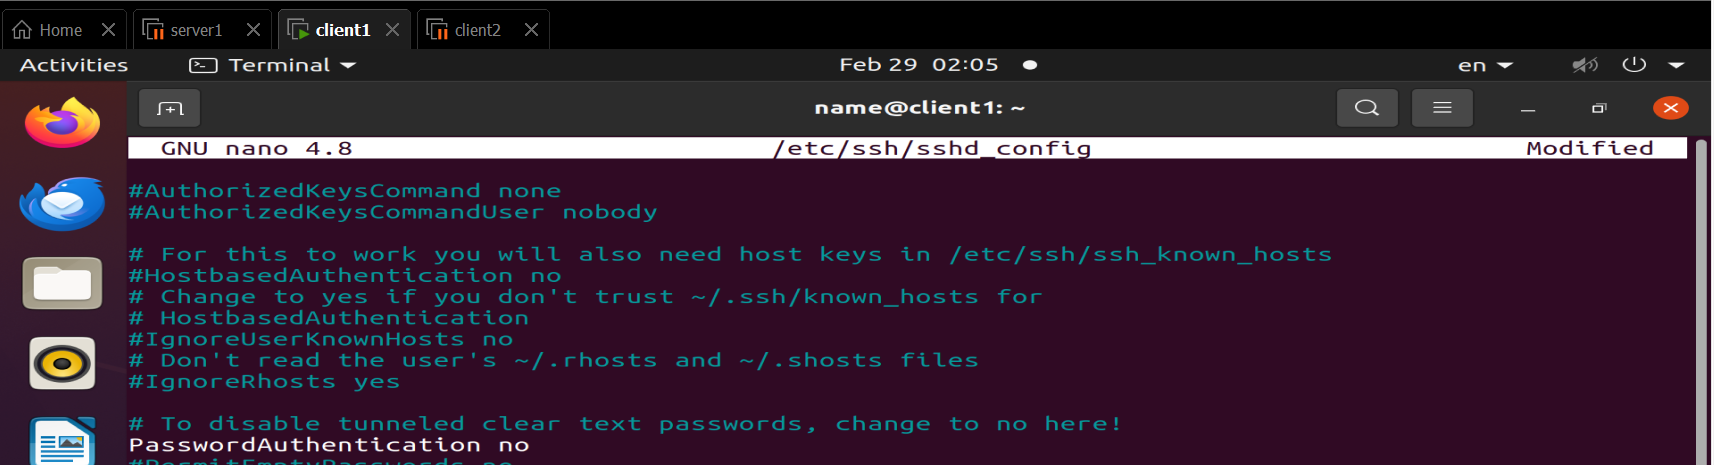 Home server1 client1 client2
Activities Terminal Feb 29 02:05 en
name@client1: ~
GNU nano 4.8 /etc/ssh/sshd_config Modified
#AuthorizedKeysCommand none
#AuthorizedKeysCommandUser nobody
# For this to work you will also need host keys in /etc/ssh/ssh_known_hosts
#HostbasedAuthentication no
# Change to yes if you don't trust ~/.ssh/known_hosts for
# HostbasedAuthentication
#IgnoreUserKnownHosts no
# Don't read the user's ~/.rhosts and ~/.shosts files
#IgnoreRhosts yes
# To disable tunneled clear text passwords, change to no here!
PasswordAuthentication no
#PermitEmptyPasswords no